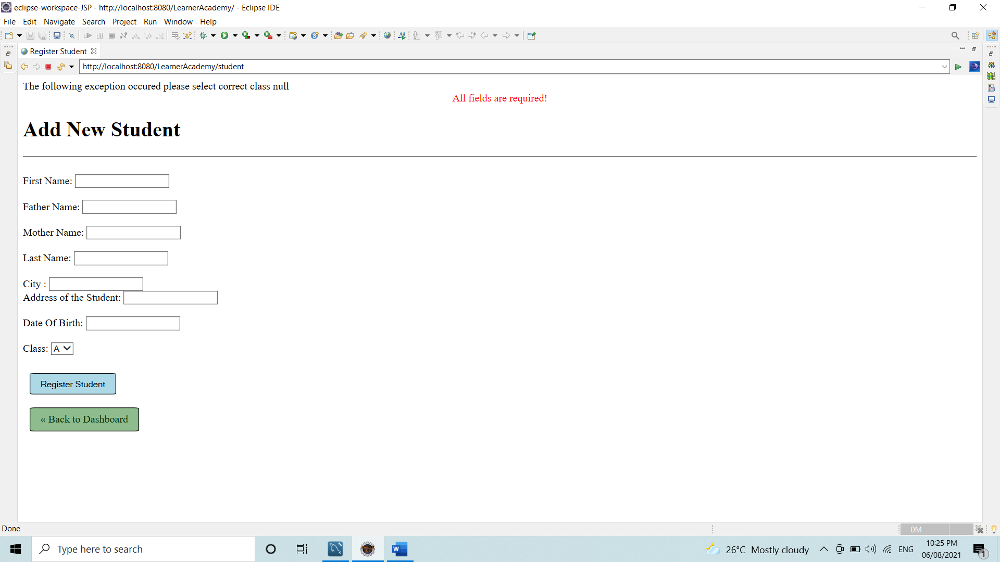 eclipse-workspace-JSP - http://localhost:8080/LearnerAcademy/ - Eclipse IDE
File Edit Navigate Search Project Run Window Help
Register Student
http://localhost:8080/LearnerAcademy/student
The following exception occured please select correct class null
All fields are required!
Add New Student
First Name:
Father Name:
Mother Name:
Last Name:
City :
Address of the Student:
Date Of Birth:
Class: A
Register Student
« Back to Dashboard
Done
0M
Type here to search
W
26°C Mostly cloudy
ENG
10:25 PM
06/08/2021
1